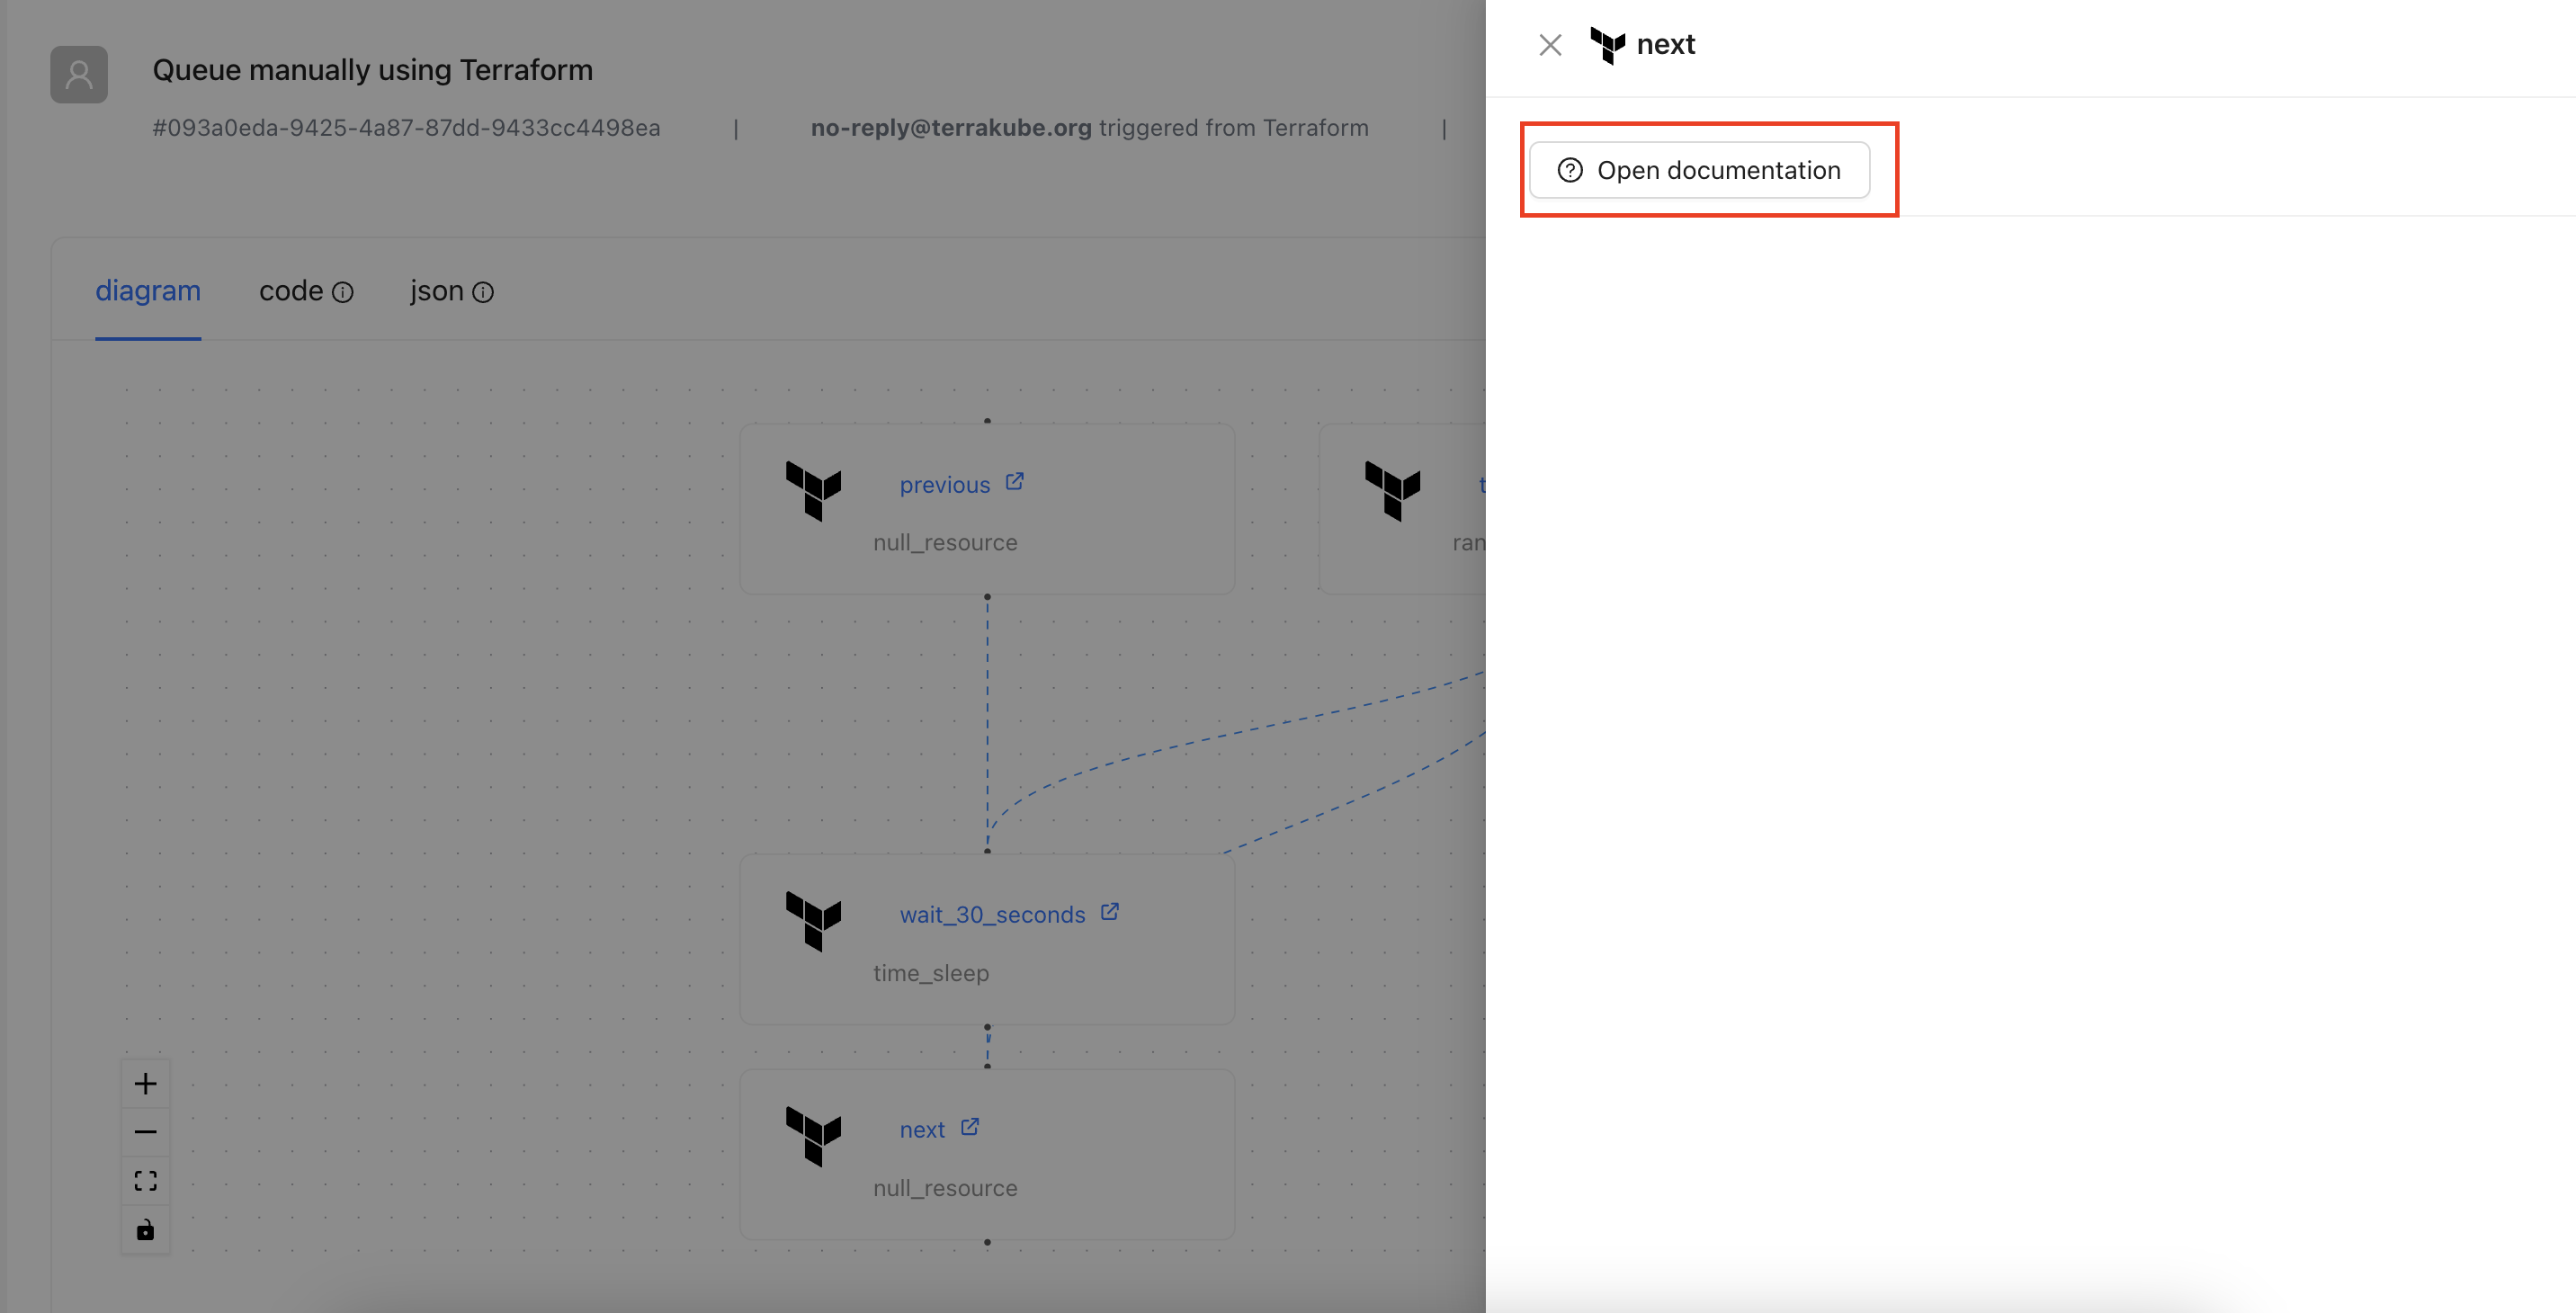 Queue manually using Terraform
#093a0eda-9425-4a87-87dd-9433cc4498ea | no-reply@terrakube.org triggered from Terraform |
diagram code json
previous
null_resource
t
ran
wait_30_seconds
time_sleep
next
null_resource
next
Open documentation